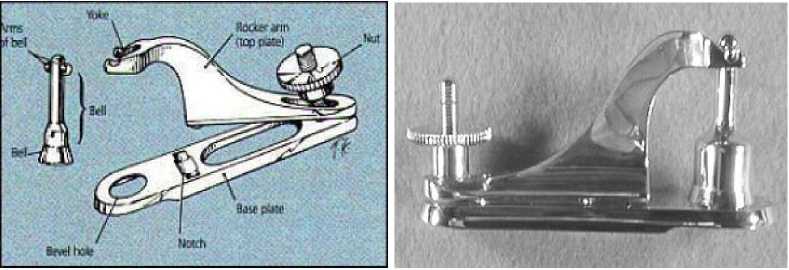 Yoke
Arms
of bell
Rocker arm
(top plate)
Nut
Bell
Bell
Base plate
Notch
Bevel hole